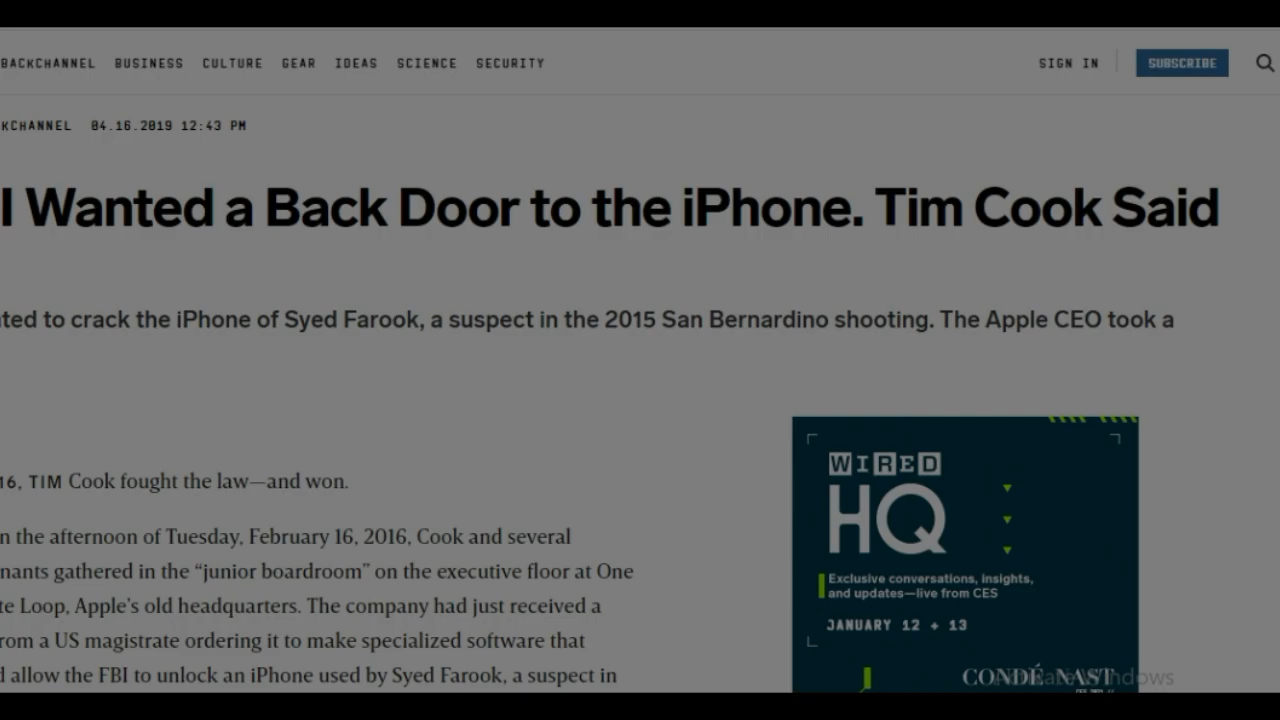 BACKCHANNEL BUSINESS CULTURE GEAR IDEAS SCIENCE SECURITY SIGN IN SUBSCRIBE
KCHANNEL 04.16.2019 12:43 PM
I Wanted a Back Door to the iPhone. Tim Cook Said
ted to crack the iPhone of Syed Farook, a suspect in the 2015 San Bernardino shooting. The Apple CEO took a
16, TIM Cook fought the law—and won.
n the afternoon of Tuesday, February 16, 2016, Cook and several
nants gathered in the “junior boardroom” on the executive floor at One
te Loop, Apple’s old headquarters. The company had just received a
rom a US magistrate ordering it to make specialized software that
d allow the FBI to unlock an iPhone used by Syed Farook, a suspect in
WIRED
HQ
Exclusive conversations, insights,
and updates—live from CES
JANUARY 12 + 13
CONDÉ NAST
Activate Windows